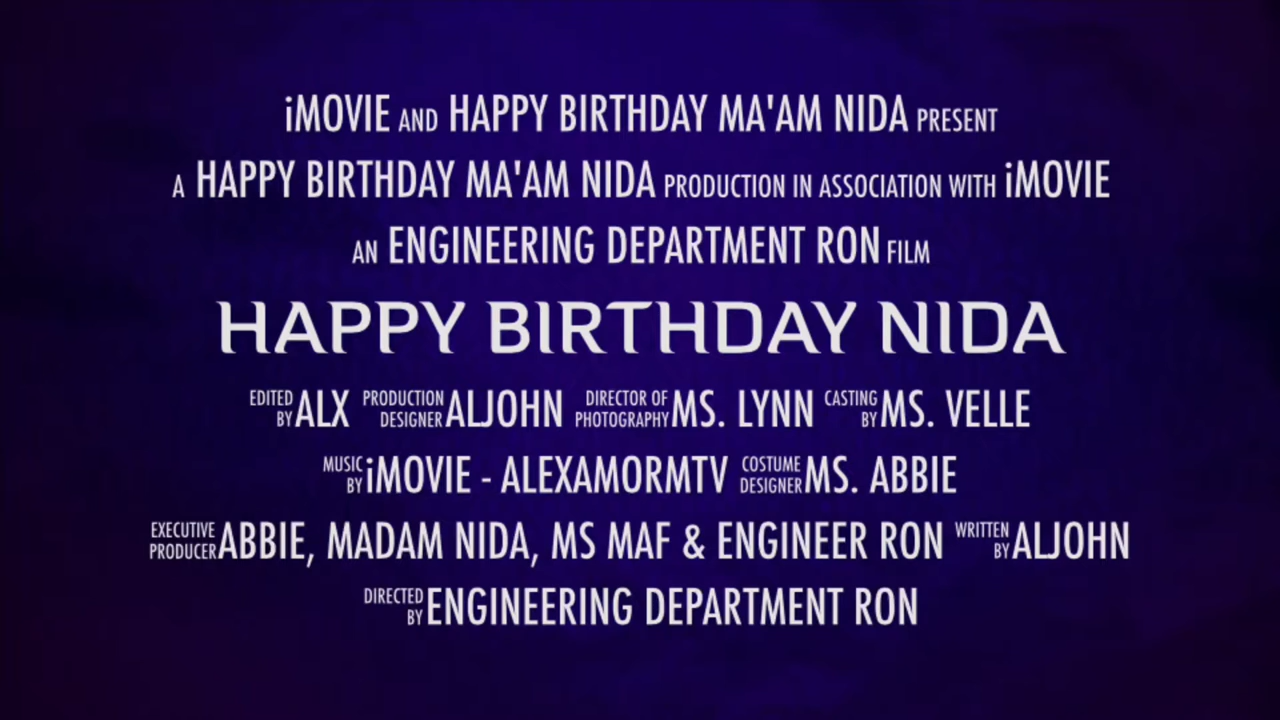 iMOVIE AND HAPPY BIRTHDAY MA'AM NIDA PRESENT
A HAPPY BIRTHDAY MA'AM NIDA PRODUCTION IN ASSOCIATION WITH iMOVIE
AN ENGINEERING DEPARTMENT RON FILM
HAPPY BIRTHDAY NIDA
EDITED BY ALX PRODUCTION DESIGNER ALJOHN DIRECTOR OF PHOTOGRAPHY MS. LYNN CASTING BY MS. VELLE
MUSIC BY iMOVIE - ALEXAMORMTV COSTUME DESIGNER MS. ABBIE
EXECUTIVE PRODUCER ABBIE, MADAM NIDA, MS MAF & ENGINEER RON WRITTEN BY ALJOHN
DIRECTED BY ENGINEERING DEPARTMENT RON